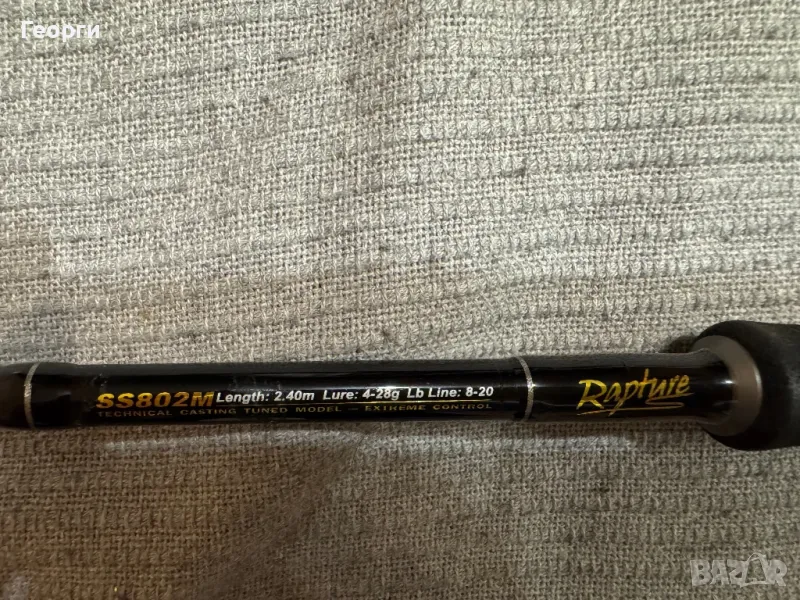 Георги
SS802M Length: 2.40m Lure: 4-28g Lb Line: 8-20
TECHNICAL CASTING TUNED MODEL – EXTREME CONTROL
Rapture
BAZAR